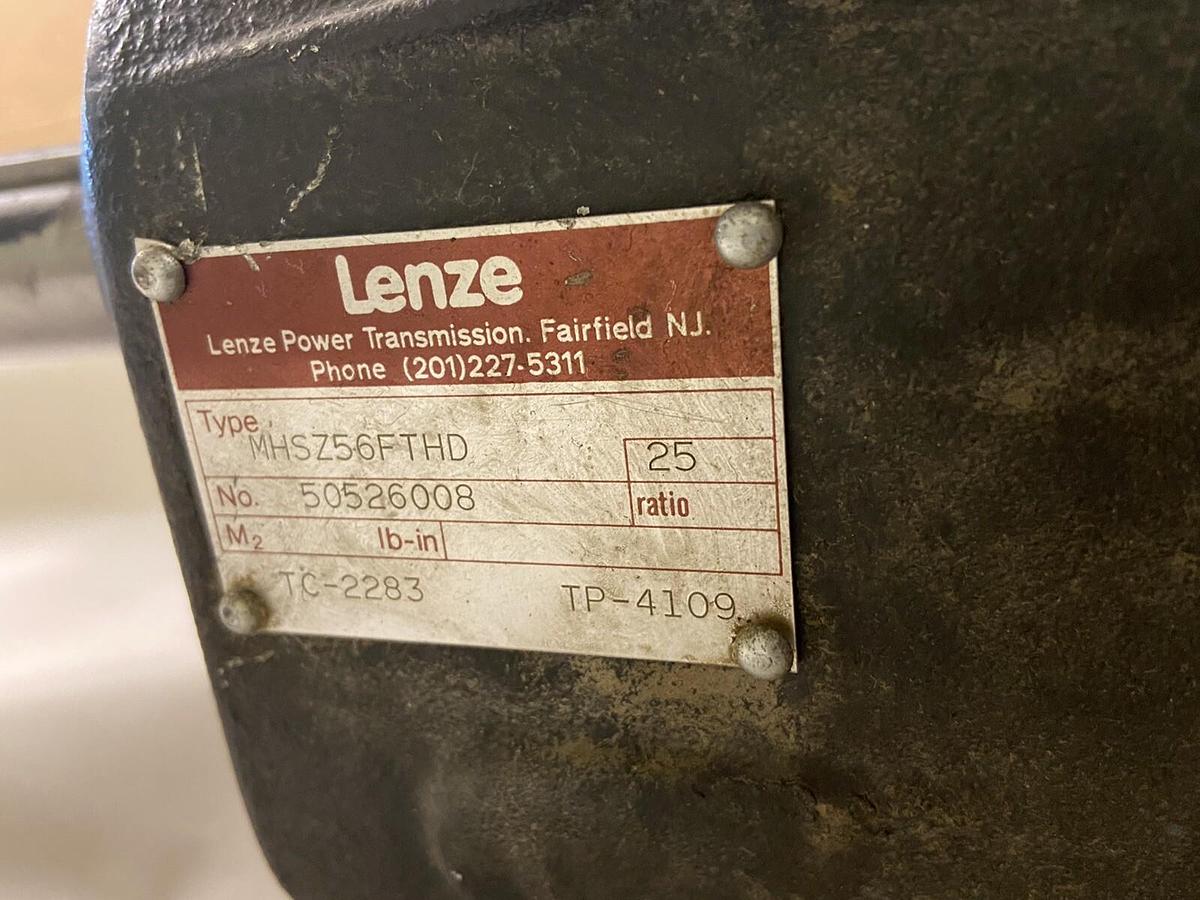 Lenze
Lenze Power Transmission. Fairfield N.J.
Phone (201)227-5311
Type
MHSZ56FTHD
25
No. 50526008
ratio
M₂ lb-in
TC-2283 TP-4109